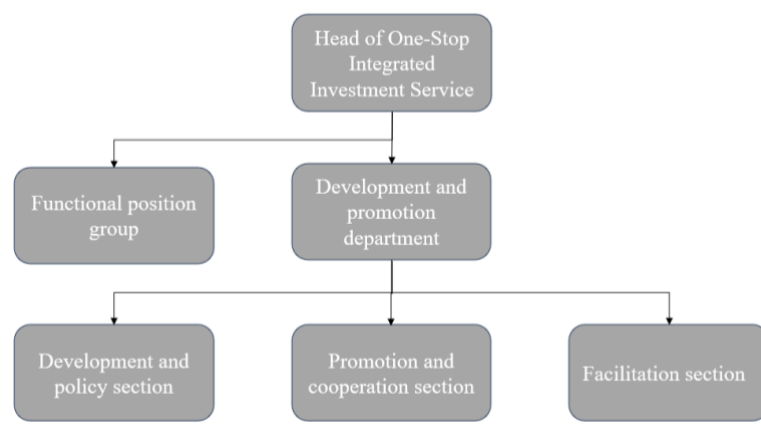 Head of One-Stop
Integrated
Investment Service
Functional position
group
Development and
promotion
department
Development and
policy section
Promotion and
cooperation section
Facilitation section